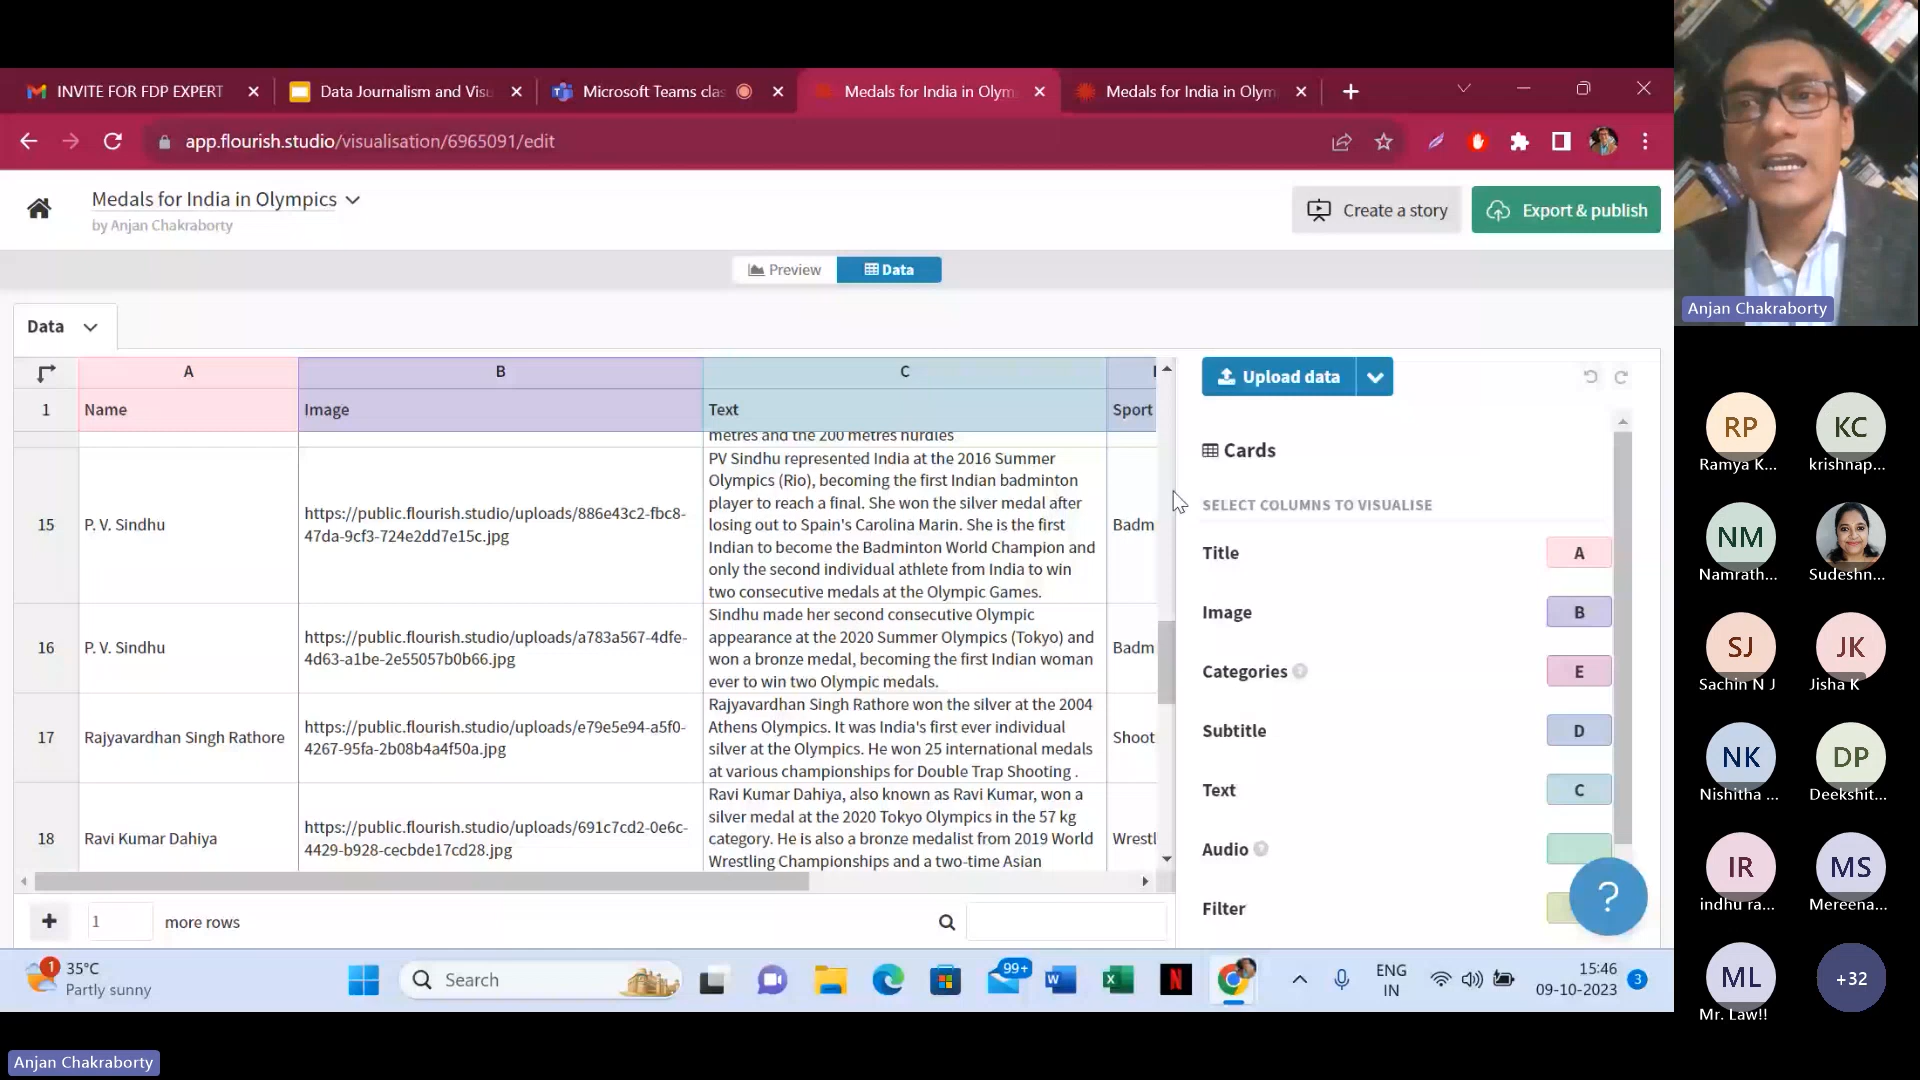 INVITE FOR FDP EXPERT
Data Journalism and Visu
Microsoft Teams clas
Medals for India in Olym
Medals for India in Olym
app.flourish.studio/visualisation/6965091/edit
Medals for India in Olympics
by Anjan Chakraborty
Create a story
Export & publish
Preview
Data
Data
A
B
C
1
Name
Image
Text
Sport
metres and the 200 metres hurdles
15
P. V. Sindhu
https://public.flourish.studio/uploads/886e43c2-fbc8-
47da-9cf3-724e2dd7e15c.jpg
PV Sindhu represented India at the 2016 Summer
Olympics (Rio), becoming the first Indian badminton
player to reach a final. She won the silver medal after
losing out to Spain's Carolina Marin. She is the first
Indian to become the Badminton World Champion and
only the second individual athlete from India to win
two consecutive medals at the Olympic Games.
Badm
16
P. V. Sindhu
https://public.flourish.studio/uploads/a783a567-4dfe-
4d63-a1be-2e55057b0b66.jpg
Sindhu made her second consecutive Olympic
appearance at the 2020 Summer Olympics (Tokyo) and
won a bronze medal, becoming the first Indian woman
ever to win two Olympic medals.
Badm
17
Rajyavardhan Singh Rathore
https://public.flourish.studio/uploads/e79e5e94-a5f0-
4267-95fa-2b08b4a4f50a.jpg
Rajyavardhan Singh Rathore won the silver at the 2004
Athens Olympics. It was India's first ever individual
silver at the Olympics. He won 25 international medals
at various championships for Double Trap Shooting .
Shoot
18
Ravi Kumar Dahiya
https://public.flourish.studio/uploads/691c7cd2-0e6c-
4429-b928-cecbde17cd28.jpg
Ravi Kumar Dahiya, also known as Ravi Kumar, won a
silver medal at the 2020 Tokyo Olympics in the 57 kg
category. He is also a bronze medalist from 2019 World
Wrestling Championships and a two-time Asian
Wrestl
1
more rows
Upload data
Cards
SELECT COLUMNS TO VISUALISE
Title
A
Image
B
Categories ?
E
Subtitle
D
Text
C
Audio ?
Filter
?
1
35°C
Partly sunny
Search
99+
ENG
IN
15:46
09-10-2023
3
Anjan Chakraborty
Anjan Chakraborty
RP
Ramya K...
KC
krishnap...
NM
Namrath...
Sudeshn...
SJ
Sachin N J
JK
Jisha K
NK
Nishitha ...
DP
Deekshit...
IR
indhu ra...
MS
Mereena...
ML
Mr. Law!!
+32